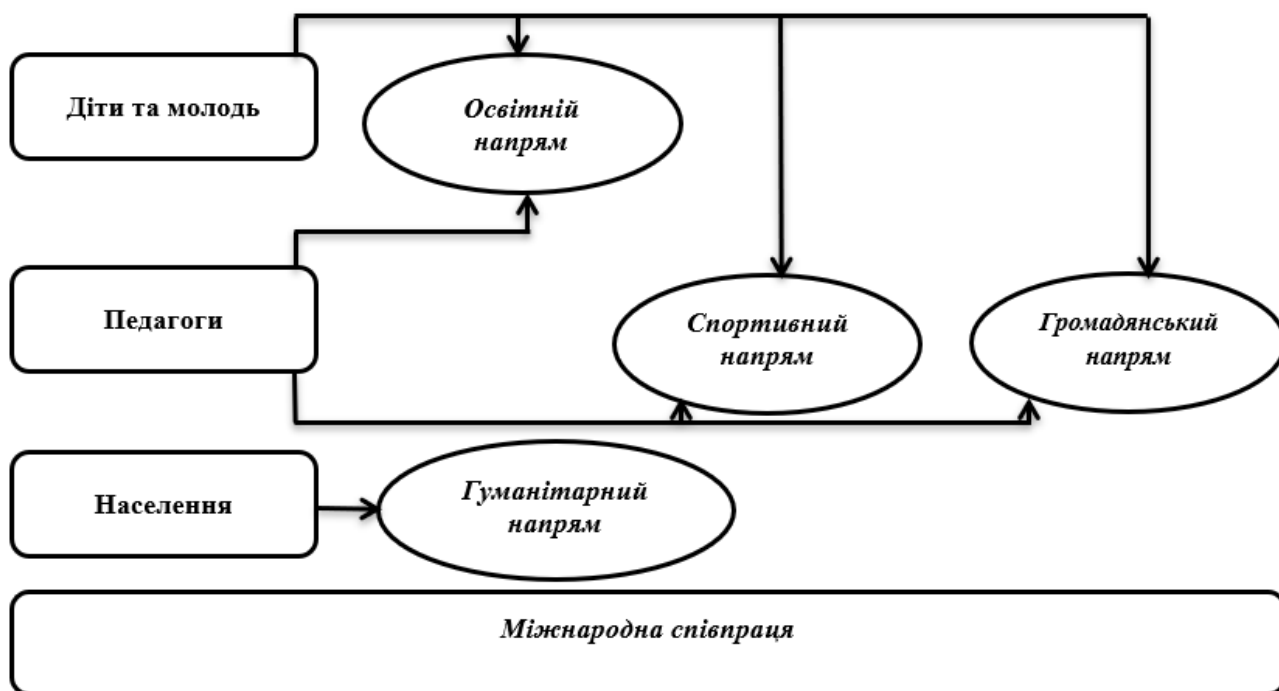 Діти та молодь
Освітній
напрям
Педагоги
Спортивний
напрям
Громадянський
напрям
Населення
Гуманітарний
напрям
Міжнародна співпраця